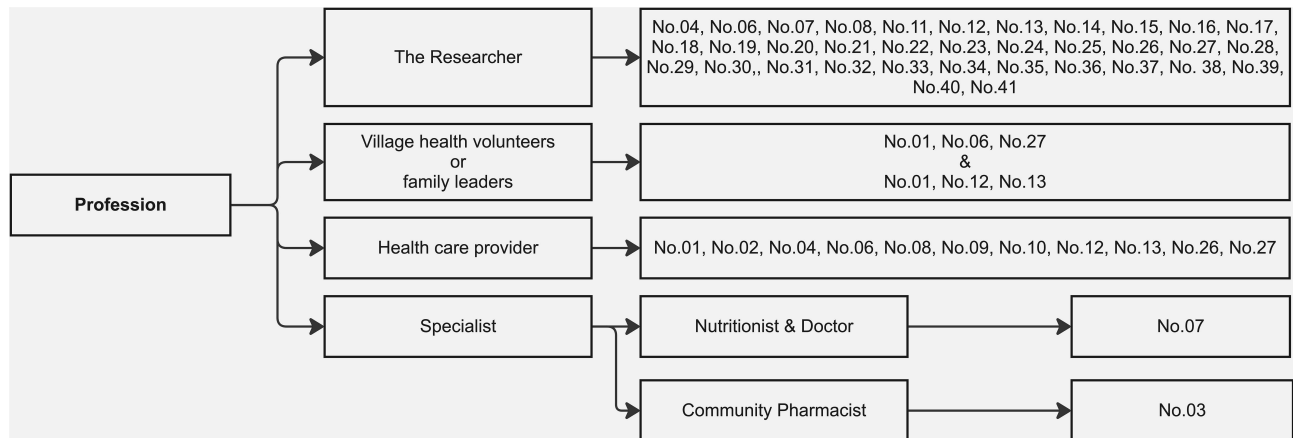 Profession
The Researcher
No.04, No.06, No.07, No.08, No.11, No.12, No.13, No.14, No.15, No.16, No.17,
No.18, No.19, No.20, No.21, No.22, No.23, No.24, No.25, No.26, No.27, No.28,
No.29, No.30,, No.31, No.32, No.33, No.34, No.35, No.36, No.37, No. 38, No.39,
No.40, No.41
Village health volunteers
or
family leaders
No.01, No.06, No.27
&
No.01, No.12, No.13
Health care provider
No.01, No.02, No.04, No.06, No.08, No.09, No.10, No.12, No.13, No.26, No.27
Specialist
Nutritionist & Doctor
No.07
Community Pharmacist
No.03